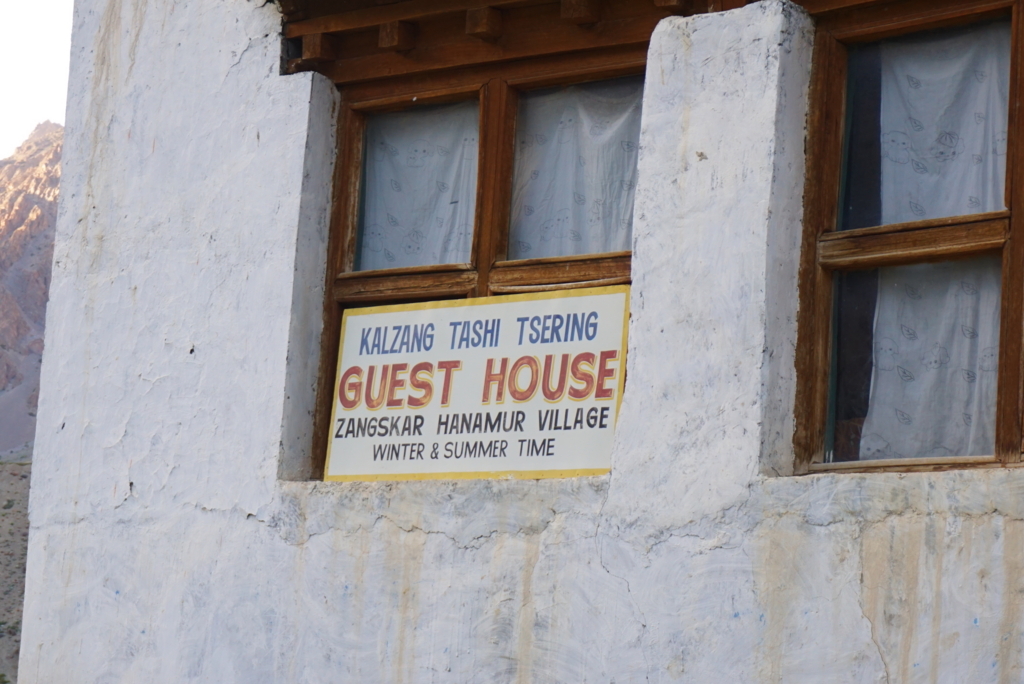 KALZANG TASHI TSERING
GUEST HOUSE
ZANGSKAR HANAMUR VILLAGE
WINTER & SUMMER TIME